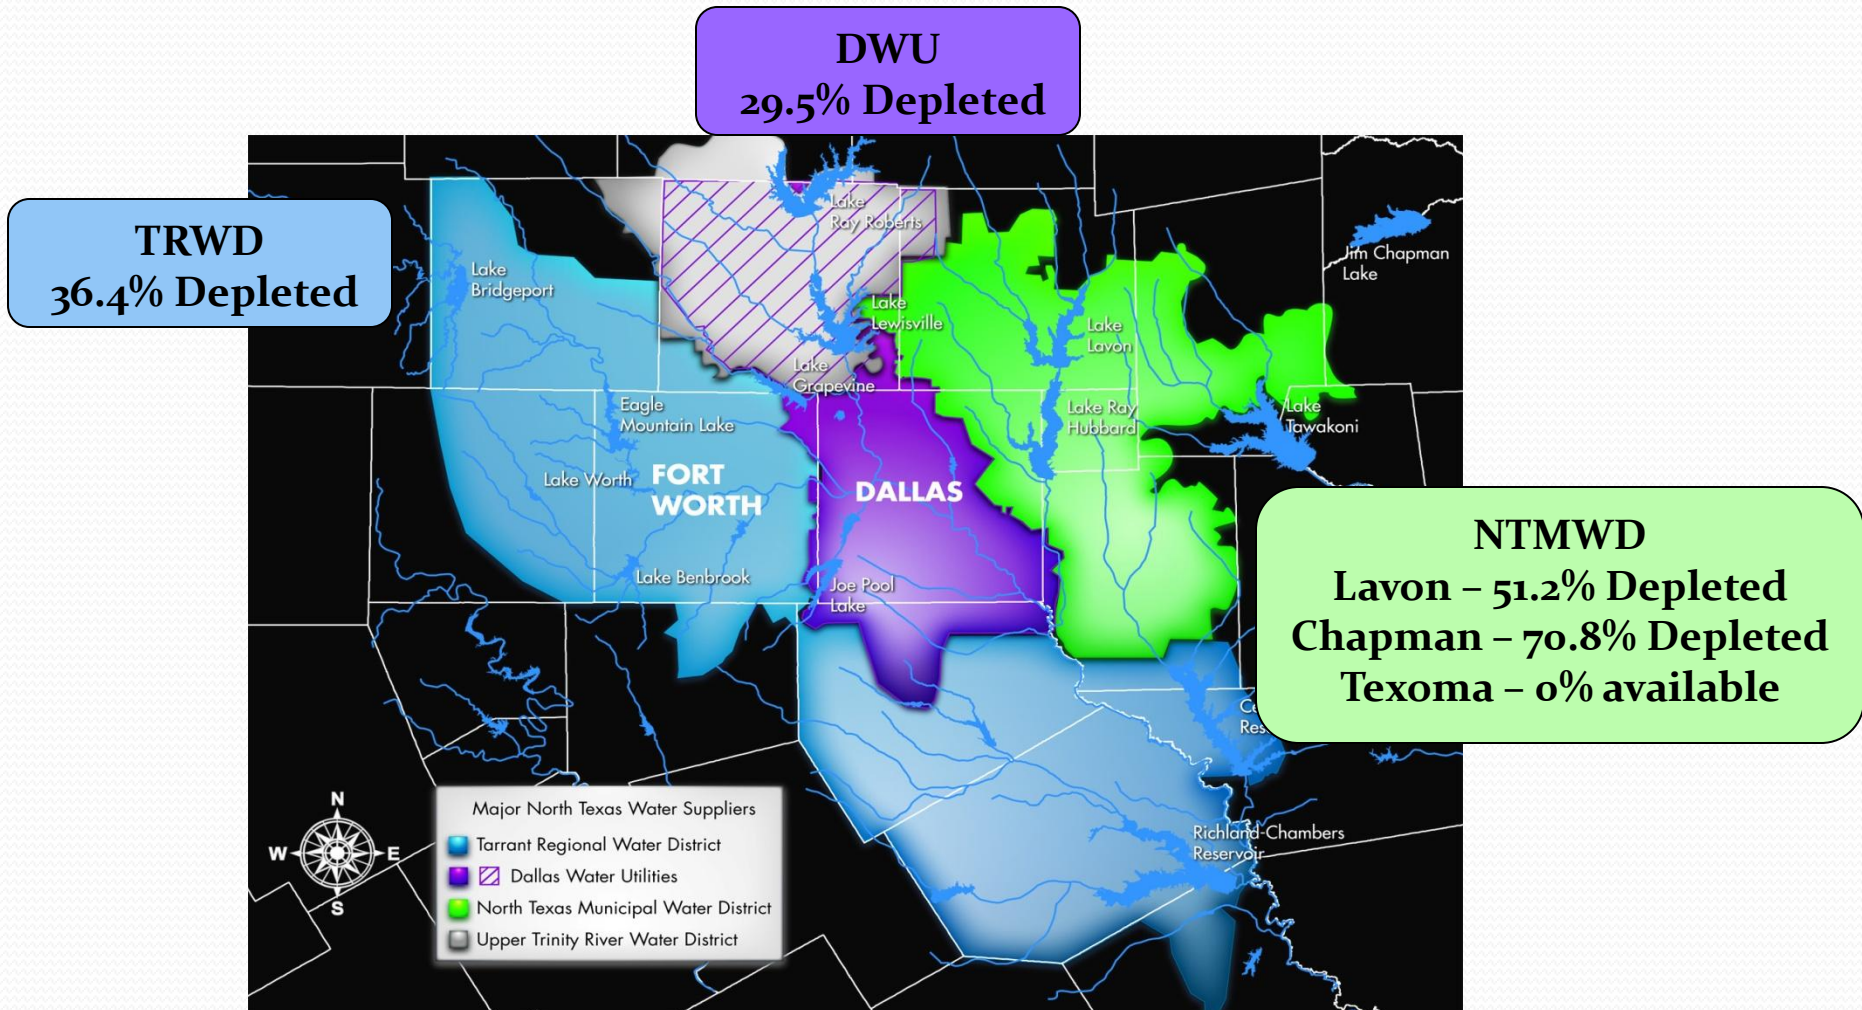 DWU
29.5% Depleted
TRWD
36.4% Depleted
Lake
Ray Roberts
Jim Chapman
Lake
Lake
Bridgeport
Lake
Lewisville
Lake
Lavon
Lake
Grapevine
Eagle
Mountain Lake
Lake Ray
Hubbard
Lake
Tawakoni
Lake Worth
FORT
WORTH
DALLAS
NTMWD
Lavon – 51.2% Depleted
Chapman – 70.8% Depleted
Texoma – 0% available
Lake Benbrook
Joe Pool
Lake
Richland-Chambers
Reservoir
N
W
E
S
Major North Texas Water Suppliers
Tarrant Regional Water District
Dallas Water Utilities
North Texas Municipal Water District
Upper Trinity River Water District